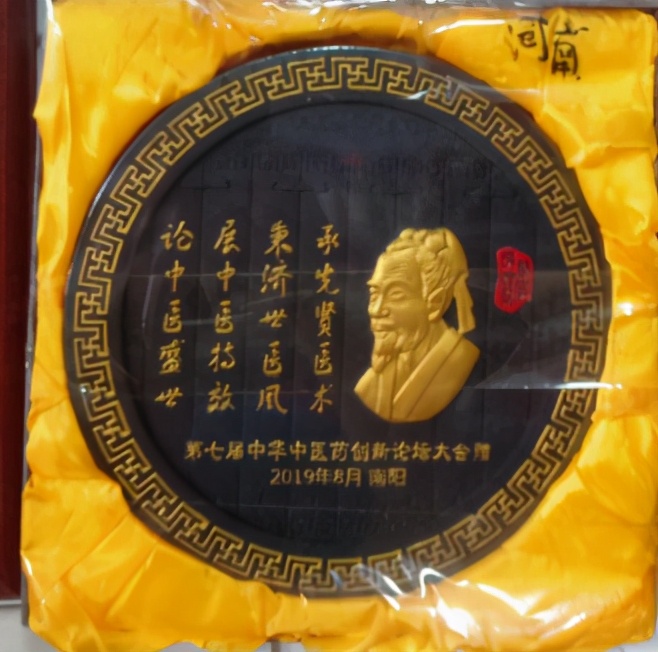 河南
承先贤医术
秉济世医风
展中医特效
论中医盛世
第七届中华中医药创新论坛大会赠
2019年8月 南阳